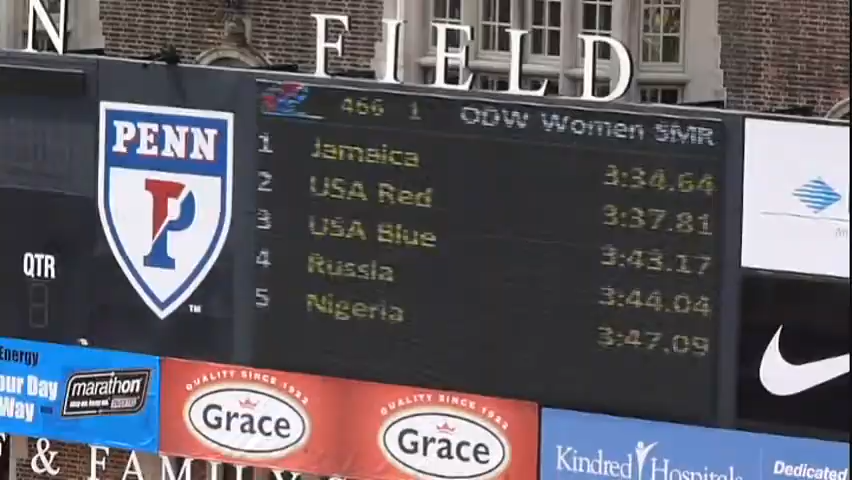 N FIELD
466 1 ODW Women SMR
1 Jamaica 3:34.64
2 USA Red 3:37.81
3 USA Blue 3:43.17
4 Russia 3:44.04
5 Nigeria 3:47.09
PENN
P
TM
QTR
Energy
our Day
Way
marathon
QUALITY SINCE 1922
Grace
QUALITY SINCE 1922
Grace
Kindred Hospitals
Dedicated
& FAMILY